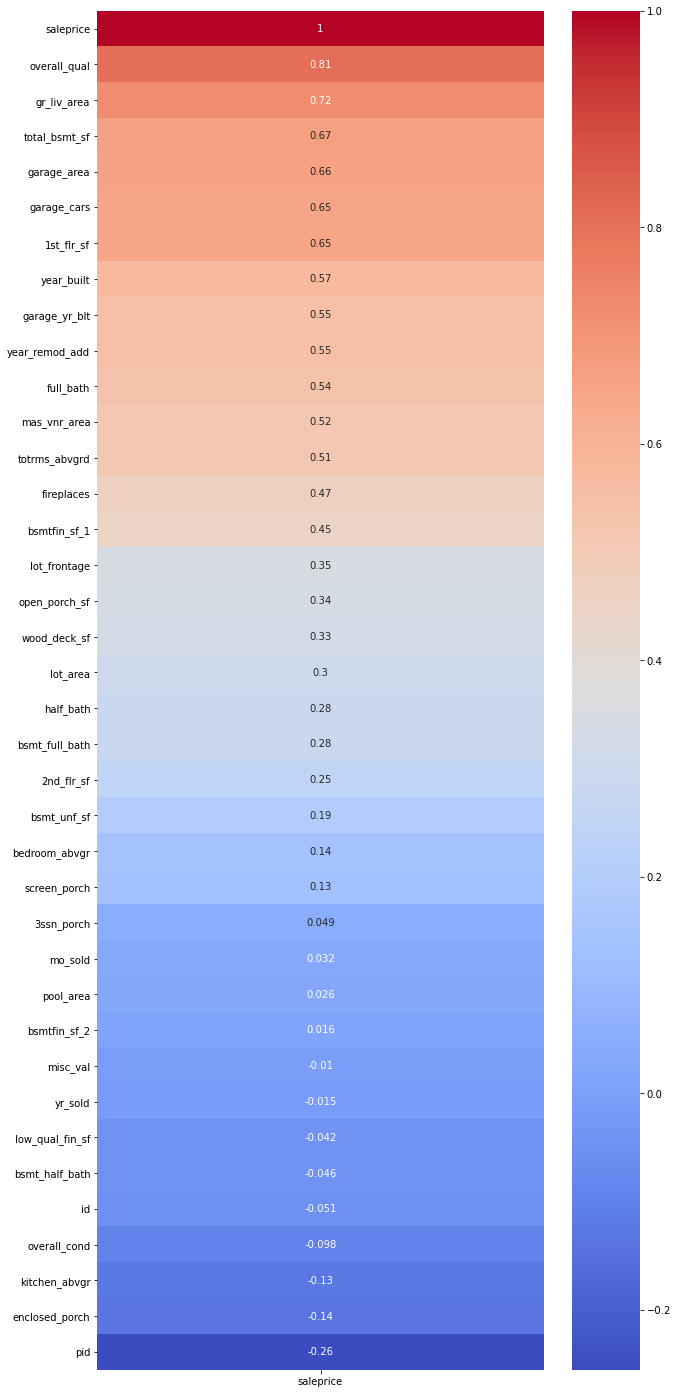 saleprice 1
overall_qual 0.81
gr_liv_area 0.72
total_bsmt_sf 0.67
garage_area 0.66
garage_cars 0.65
1st_flr_sf 0.65
year_built 0.57
garage_yr_blt 0.55
year_remod_add 0.55
full_bath 0.54
mas_vnr_area 0.52
totrms_abvgrd 0.51
fireplaces 0.47
bsmtfin_sf_1 0.45
lot_frontage 0.35
open_porch_sf 0.34
wood_deck_sf 0.33
lot_area 0.3
half_bath 0.28
bsmt_full_bath 0.28
2nd_flr_sf 0.25
bsmt_unf_sf 0.19
bedroom_abvgr 0.14
screen_porch 0.13
3ssn_porch 0.049
mo_sold 0.032
pool_area 0.026
bsmtfin_sf_2 0.016
misc_val -0.01
yr_sold -0.015
low_qual_fin_sf -0.042
bsmt_half_bath -0.046
id -0.051
overall_cond -0.098
kitchen_abvgr -0.13
enclosed_porch -0.14
pid -0.26
saleprice
1.0
0.8
0.6
0.4
0.2
0.0
−0.2